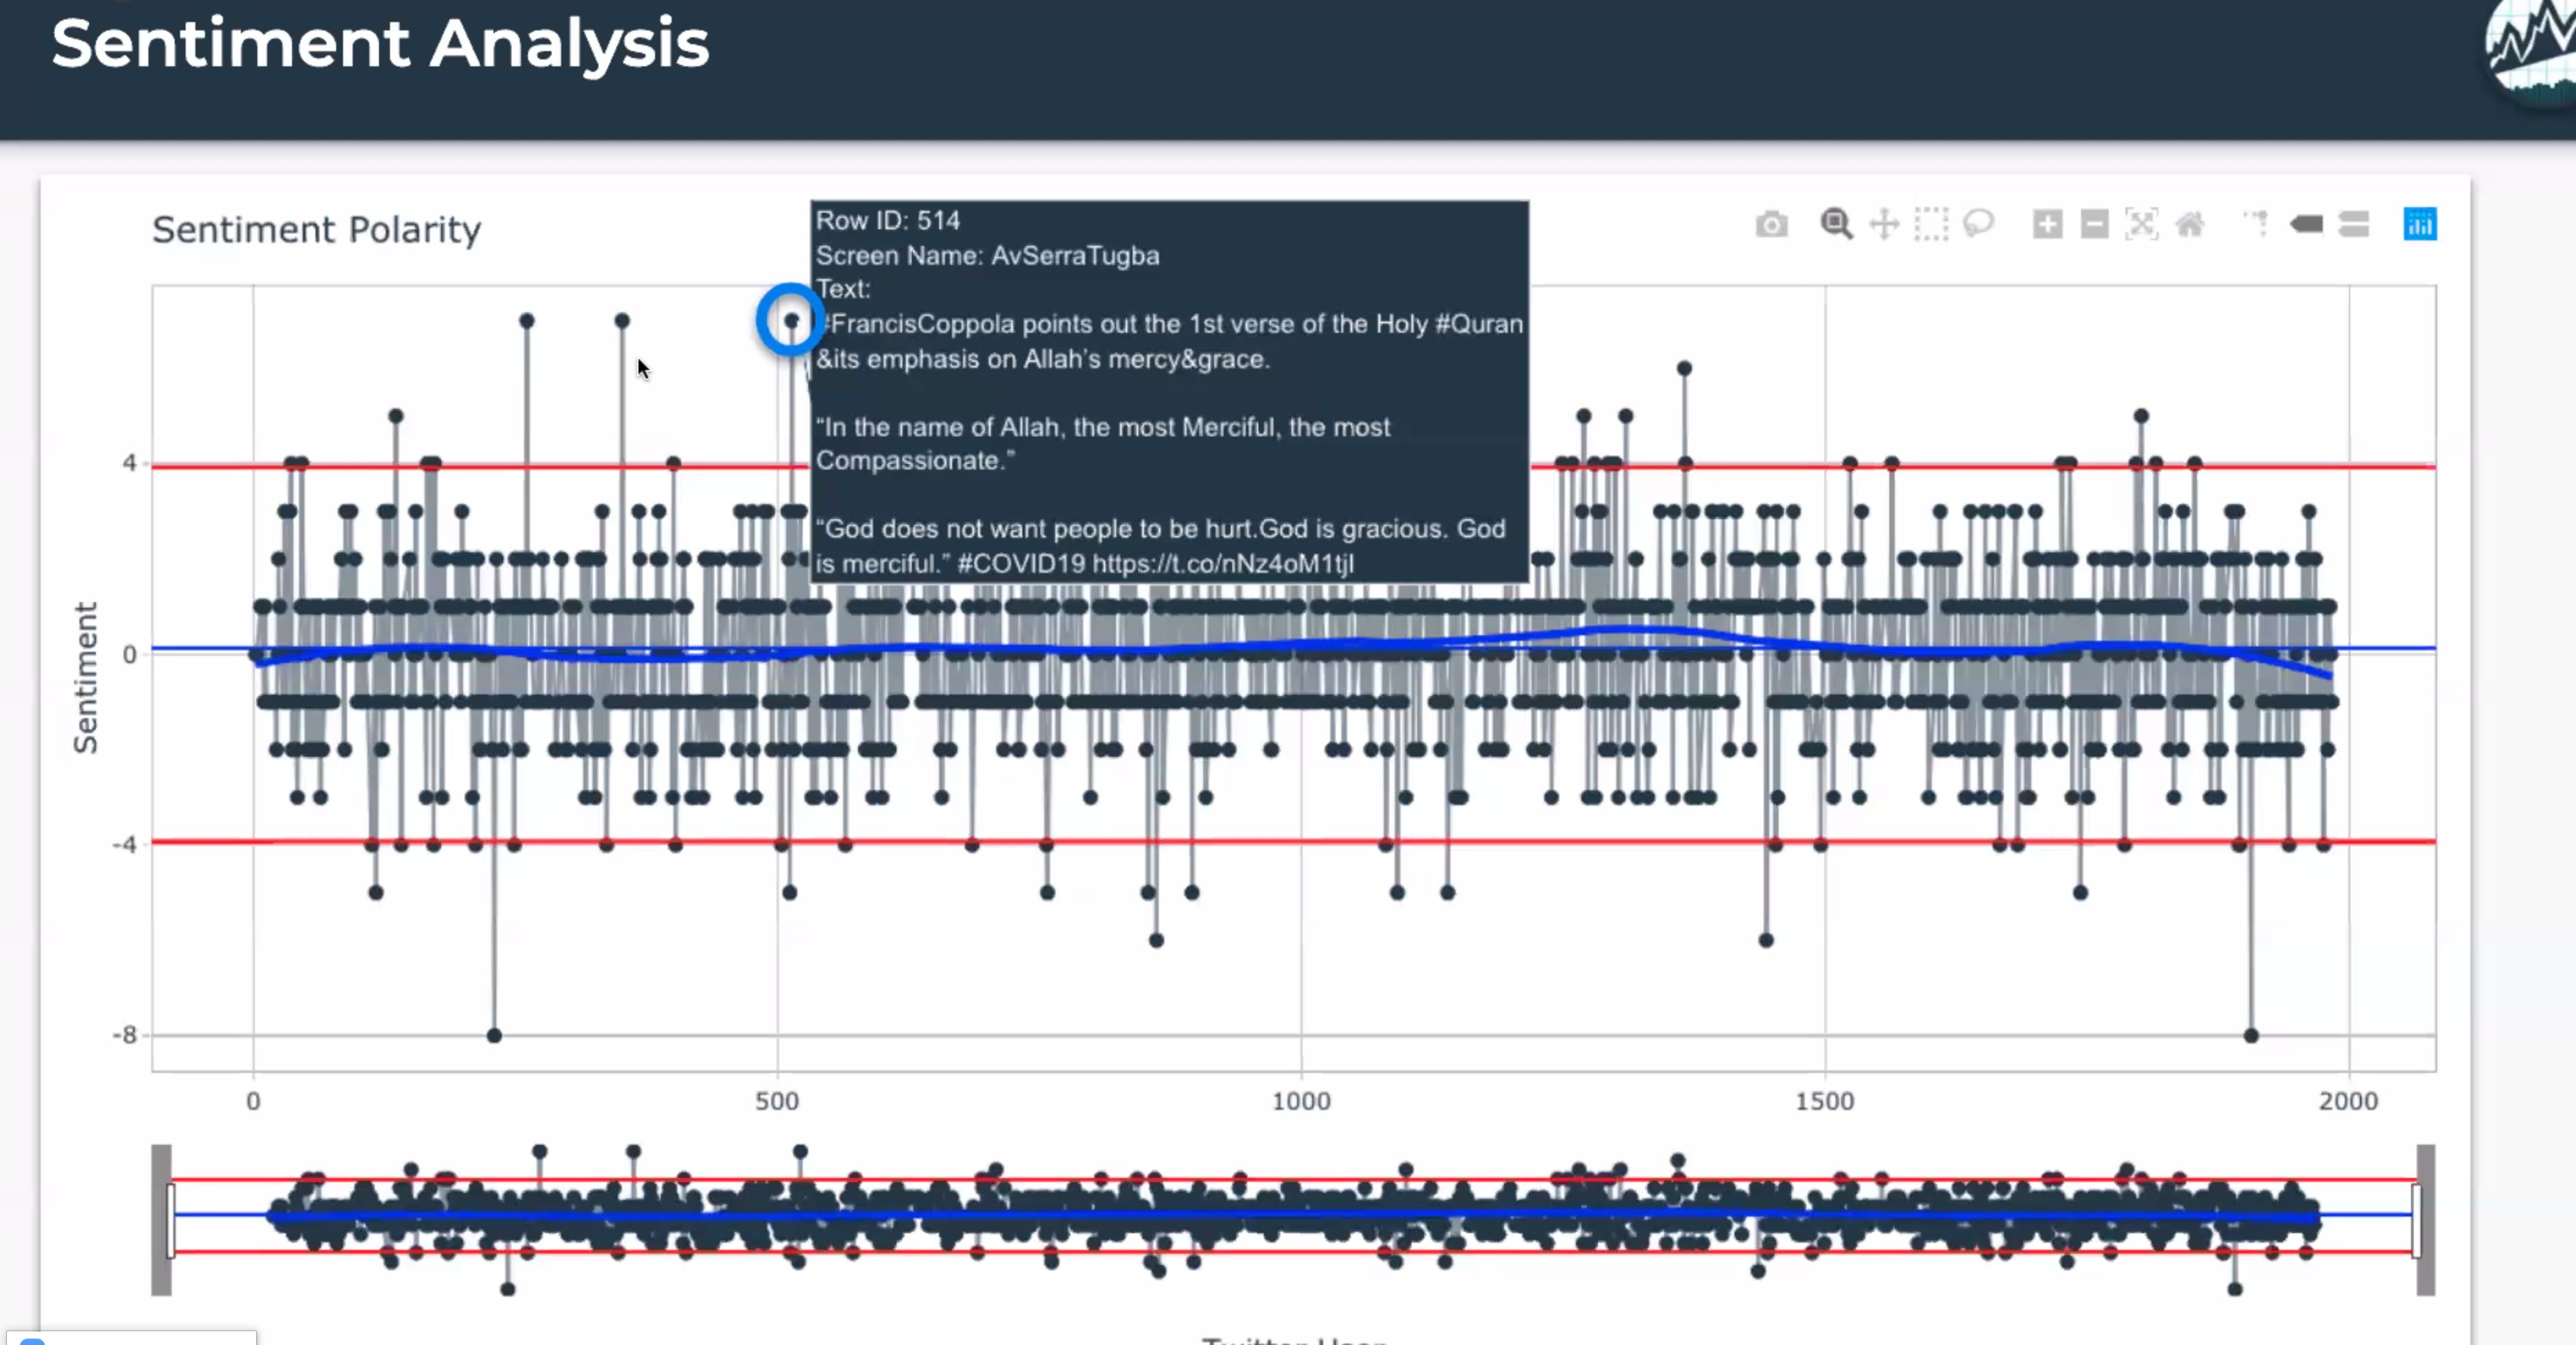 Sentiment Analysis
Sentiment Polarity
Row ID: 514
Screen Name: AvSerraTugba
Text:
#FrancisCoppola points out the 1st verse of the Holy #Quran
&its emphasis on Allah's mercy&grace.
“In the name of Allah, the most Merciful, the most
Compassionate.”
“God does not want people to be hurt.God is gracious. God
is merciful.” #COVID19 https://t.co/nNz4oM1tjI
Sentiment
4
0
-4
-8
0 500 1000 1500 2000
Twitter User